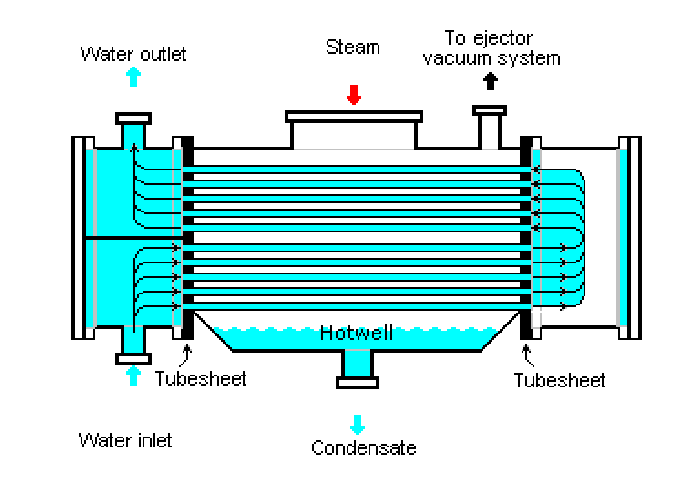 Water outlet
Steam
To ejector
vacuum system
Hotwell
Tubesheet
Tubesheet
Water inlet
Condensate